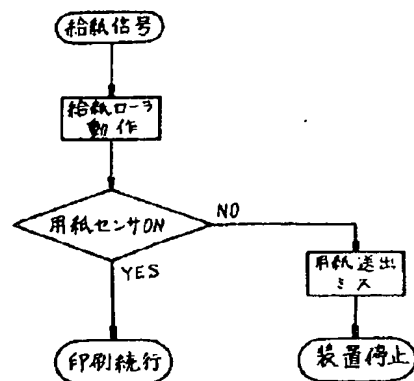 給紙信号
給紙ローラ
動作
用紙センサON
NO
YES
用紙送出
ミス
印刷続行
装置停止